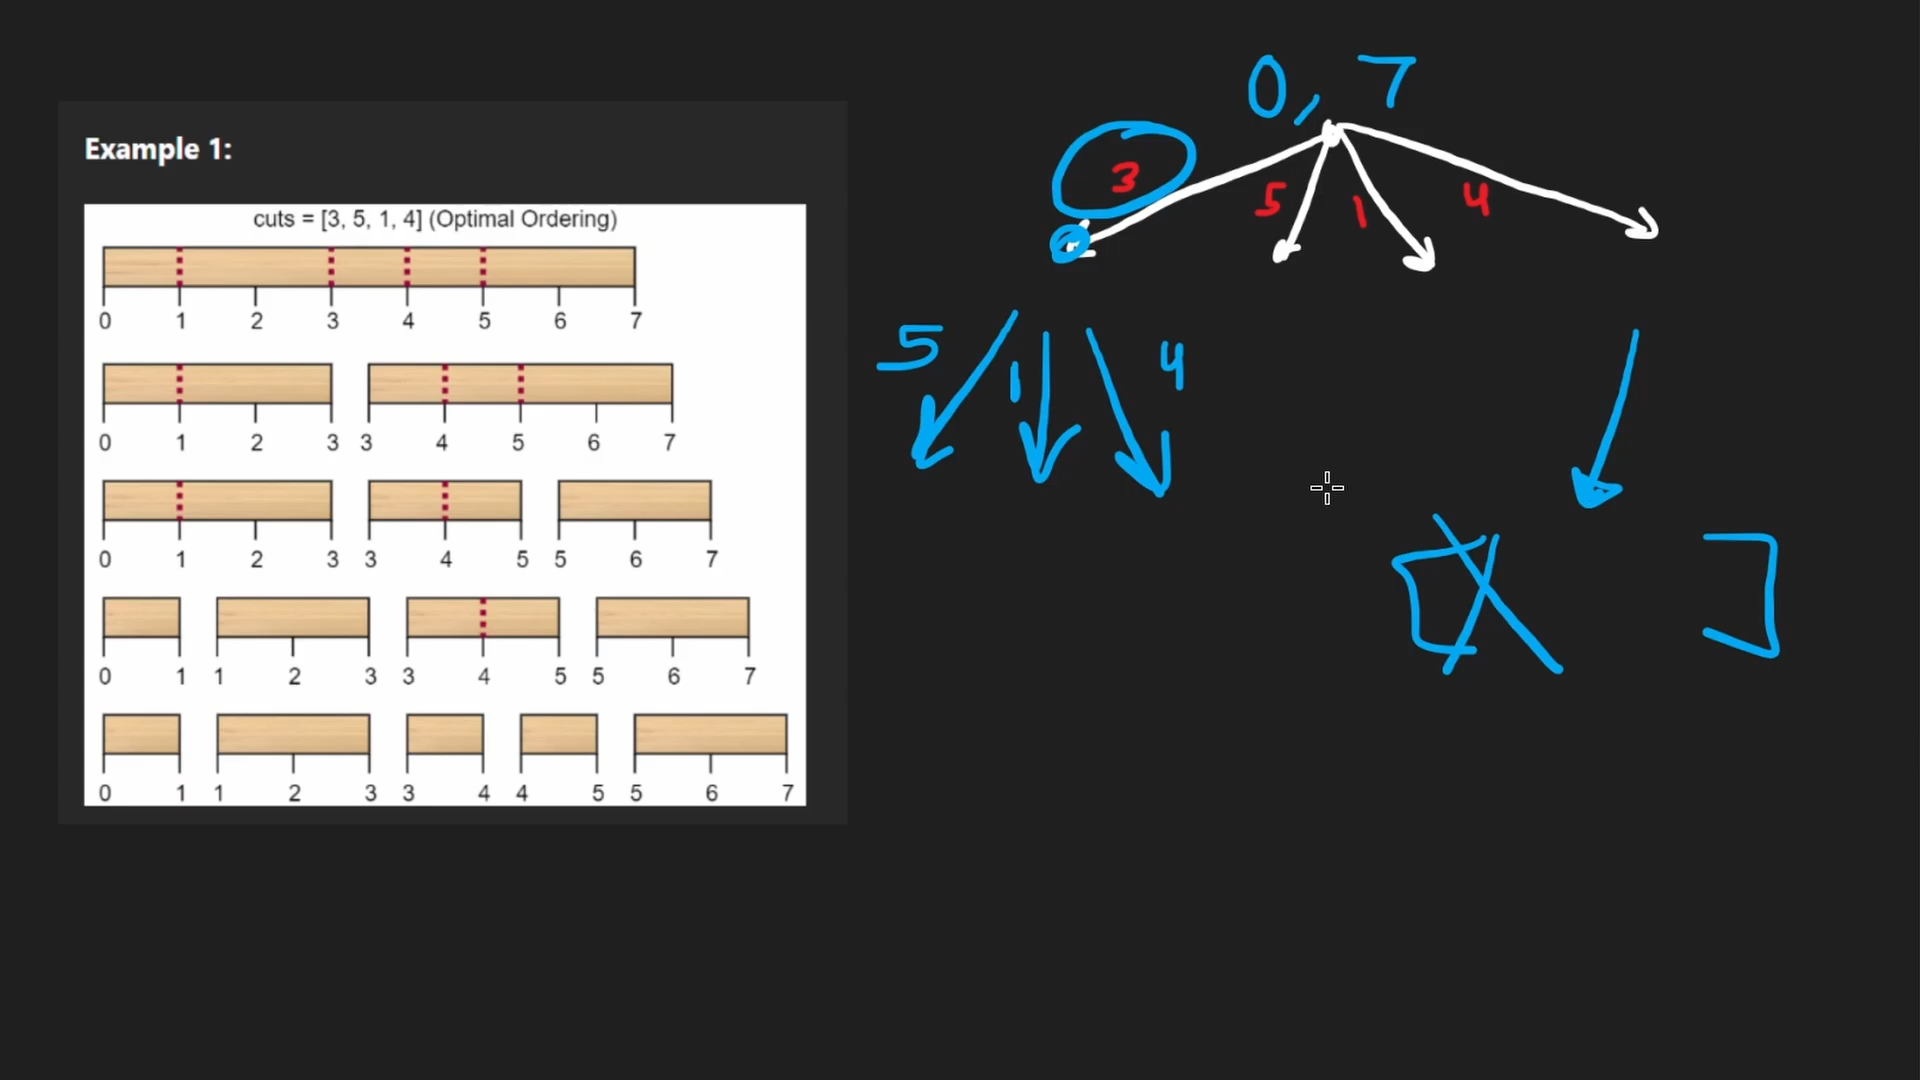 Example 1:
cuts = [3, 5, 1, 4] (Optimal Ordering)
0 1 2 3 4 5 6 7
0 1 2 3 3 4 5 6 7
0 1 2 3 3 4 5 5 6 7
0 1 1 2 3 3 4 5 5 6 7
0 1 1 2 3 3 4 4 5 5 6 7
0, 7
3 5 1 4
5 1 4
[ ]